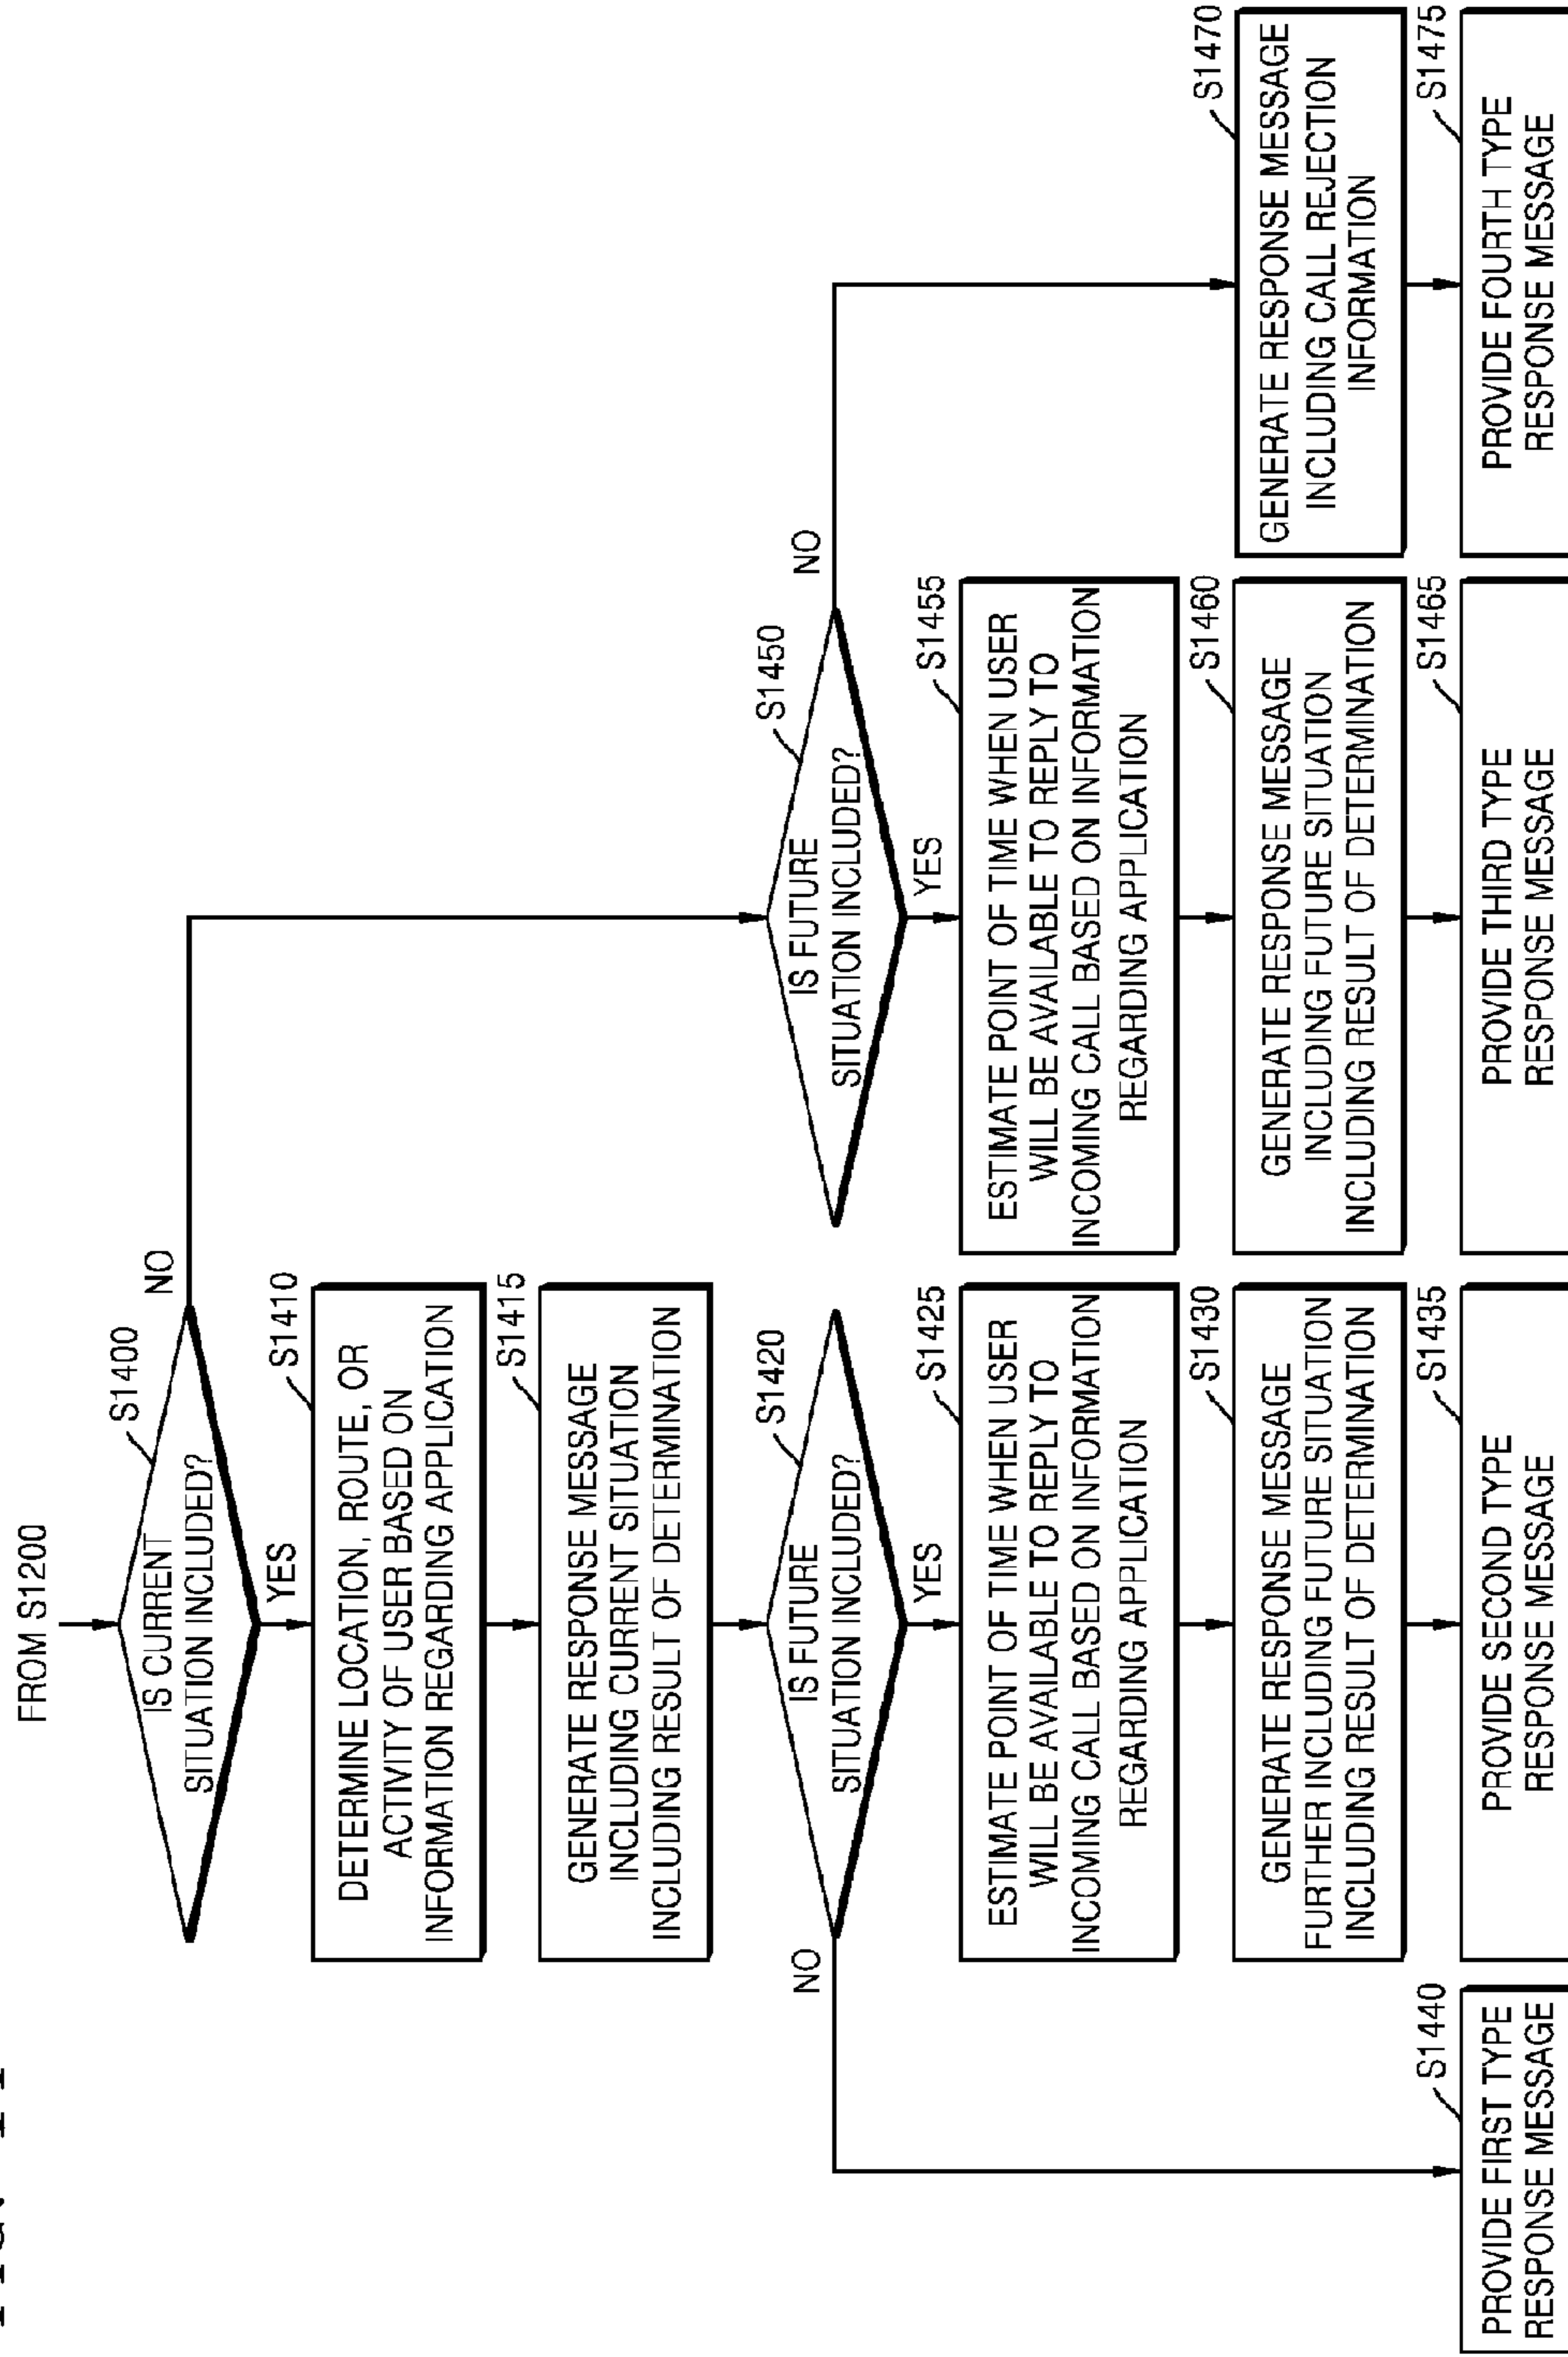 FROM S1200
S1400
IS CURRENT
SITUATION INCLUDED?
NO
YES
S1410
DETERMINE LOCATION, ROUTE, OR
ACTIVITY OF USER BASED ON
INFORMATION REGARDING APPLICATION
S1415
GENERATE RESPONSE MESSAGE
INCLUDING CURRENT SITUATION
INCLUDING RESULT OF DETERMINATION
S1420
IS FUTURE
SITUATION INCLUDED?
NO
YES
S1425
ESTIMATE POINT OF TIME WHEN USER
WILL BE AVAILABLE TO REPLY TO
INCOMING CALL BASED ON INFORMATION
REGARDING APPLICATION
S1430
GENERATE RESPONSE MESSAGE
FURTHER INCLUDING FUTURE SITUATION
INCLUDING RESULT OF DETERMINATION
S1440
PROVIDE FIRST TYPE
RESPONSE MESSAGE
S1435
PROVIDE SECOND TYPE
RESPONSE MESSAGE
S1450
IS FUTURE
SITUATION INCLUDED?
NO
YES
S1455
ESTIMATE POINT OF TIME WHEN USER
WILL BE AVAILABLE TO REPLY TO
INCOMING CALL BASED ON INFORMATION
REGARDING APPLICATION
S1460
GENERATE RESPONSE MESSAGE
INCLUDING FUTURE SITUATION
INCLUDING RESULT OF DETERMINATION
S1465
PROVIDE THIRD TYPE
RESPONSE MESSAGE
S1470
GENERATE RESPONSE MESSAGE
INCLUDING CALL REJECTION
INFORMATION
S1475
PROVIDE FOURTH TYPE
RESPONSE MESSAGE